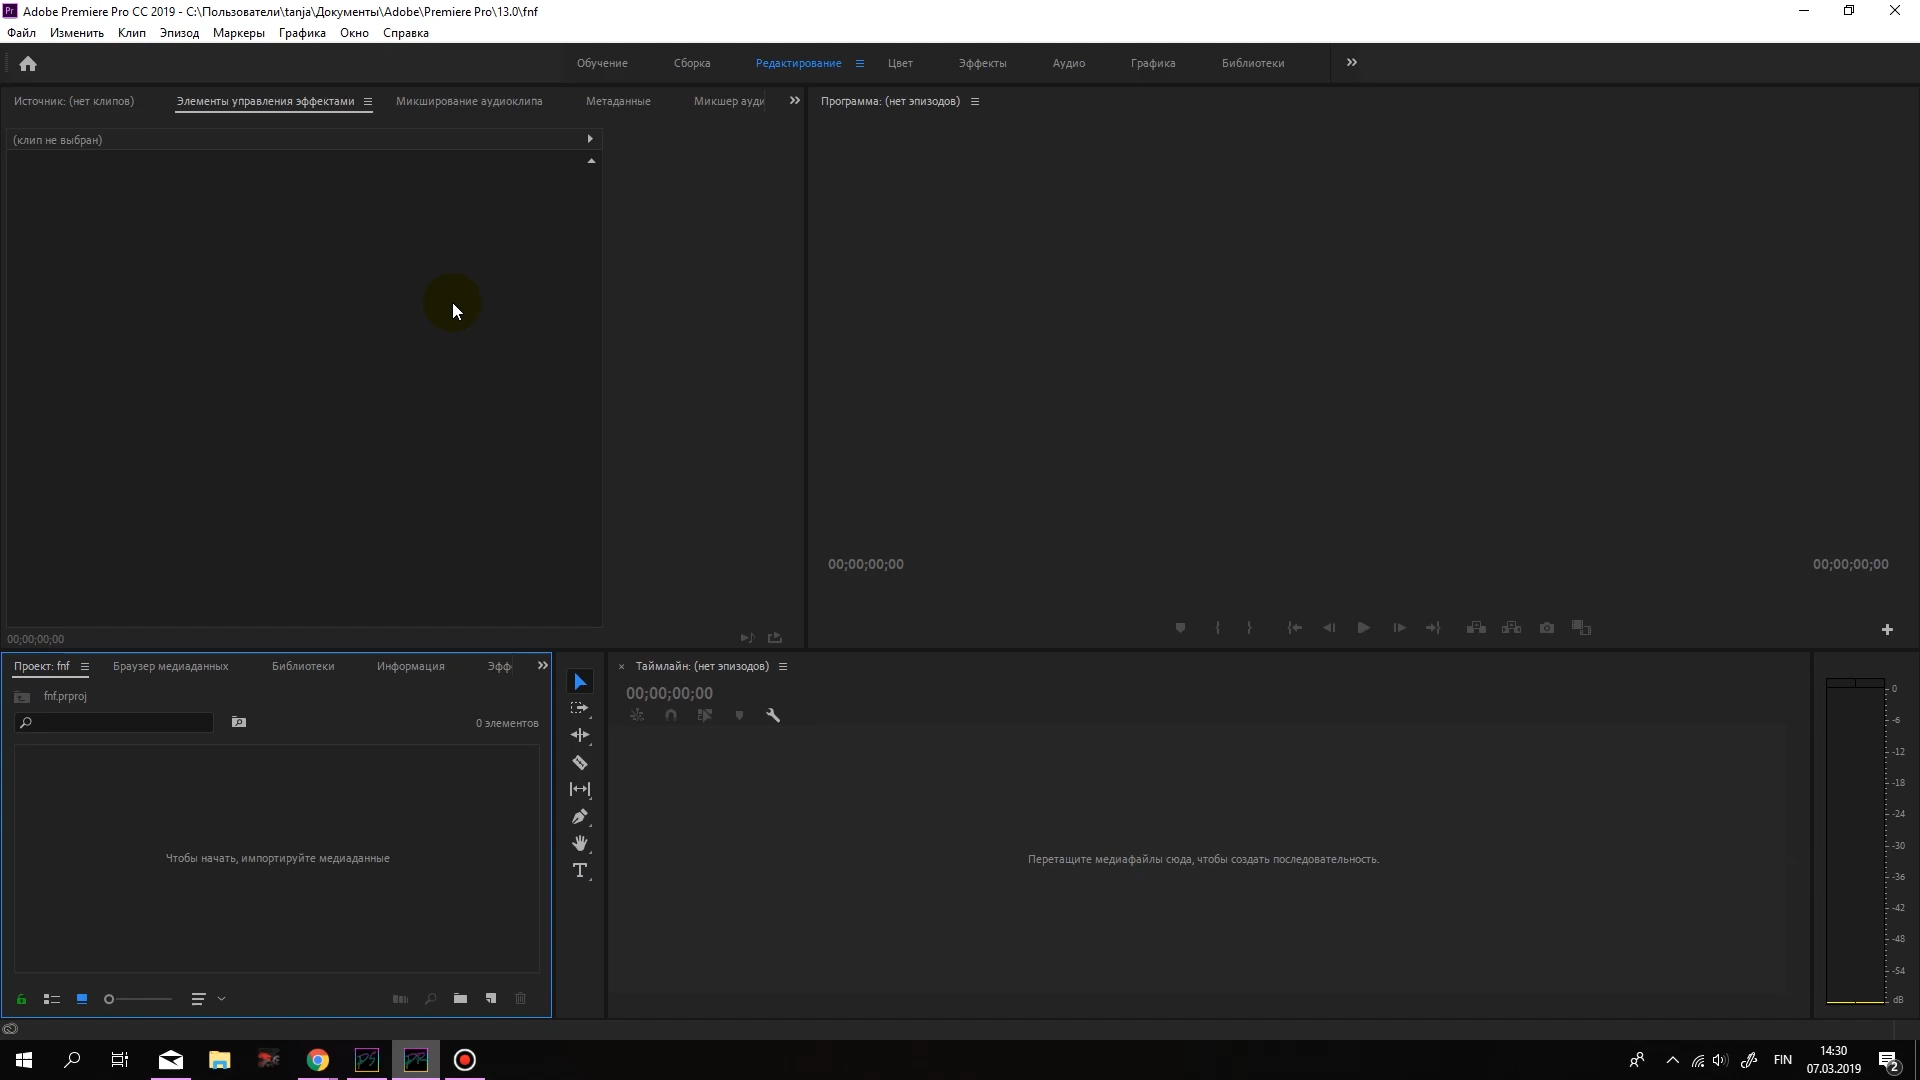 Adobe Premiere Pro CC 2019 - C:\Пользователи\tanja\Документы\Adobe\Premiere Pro\13.0\fnf
Файл Изменить Клип Эпизод Маркеры Графика Окно Справка
Обучение Сборка Редактирование Цвет Эффекты Аудио Графика Библиотеки
Источник: (нет клипов) Элементы управления эффектами Микширование аудиоклипа Метаданные Микшер ауди
Программа: (нет эпизодов)
(клип не выбран)
00;00;00;00
00;00;00;00
00;00;00;00
Проект: fnf Браузер медиаданных Библиотеки Информация Эфф
fnf.prproj
0 элементов
Чтобы начать, импортируйте медиаданные
Таймлайн: (нет эпизодов)
00;00;00;00
Перетащите медиафайлы сюда, чтобы создать последовательность.
0
-6
-12
-18
-24
-30
-36
-42
-48
-54
dB
FIN
14:30
07.03.2019
2